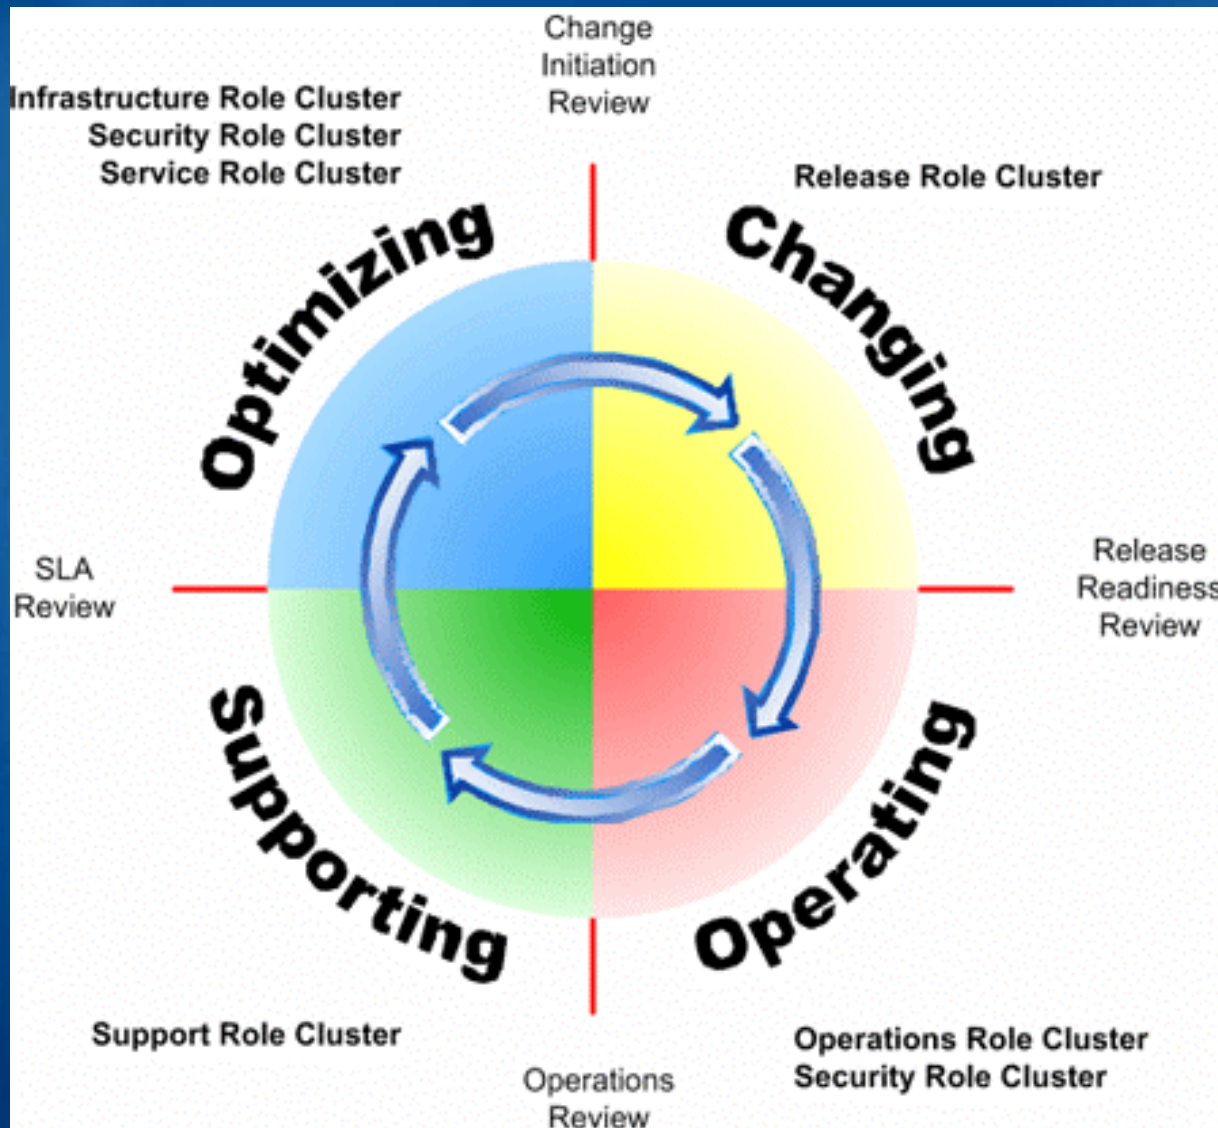 Change
Initiation
Review
Infrastructure Role Cluster
Security Role Cluster
Service Role Cluster
Release Role Cluster
Optimizing
Changing
SLA
Review
Release
Readiness
Review
Supporting
Operating
Support Role Cluster
Operations Role Cluster
Security Role Cluster
Operations
Review